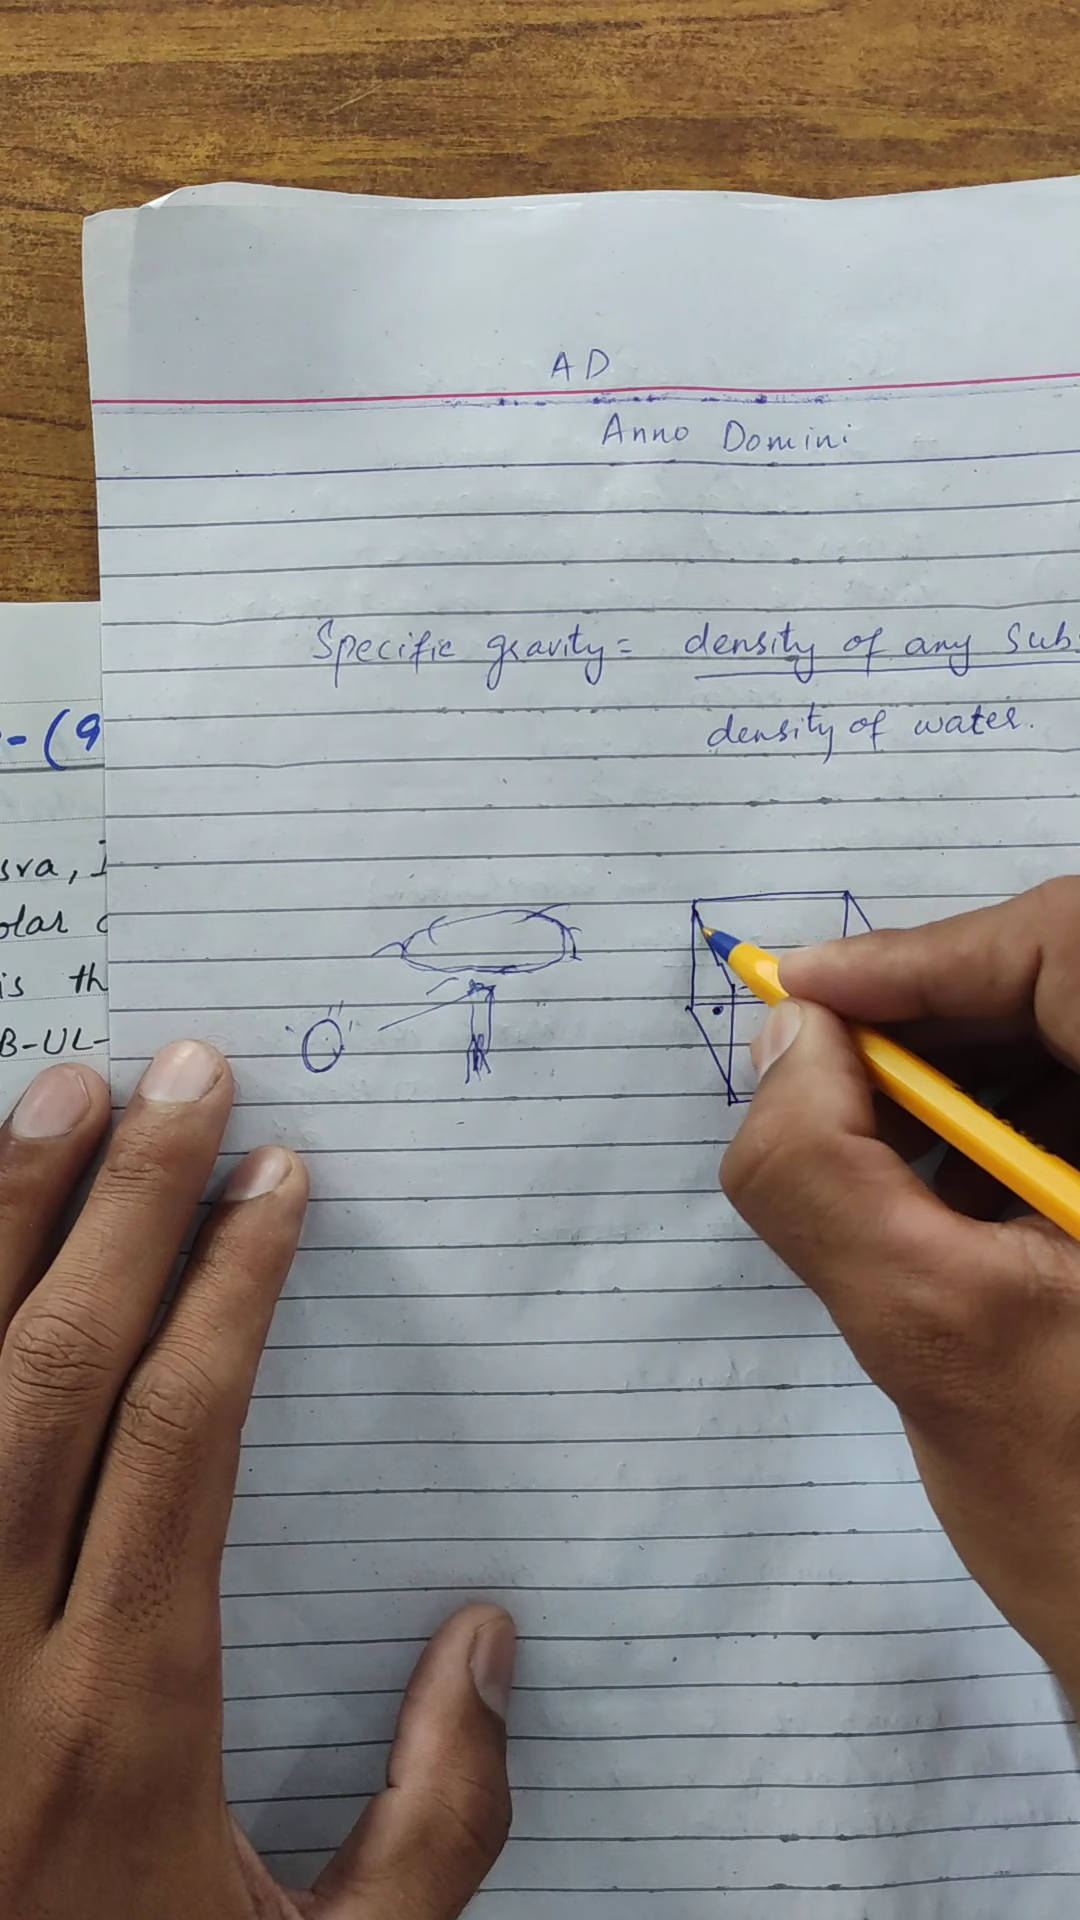 AD
Anno Domini
Specific gravity = density of any Sub
density of water.
- (9
sva, I
olar c
is th
B-UL-